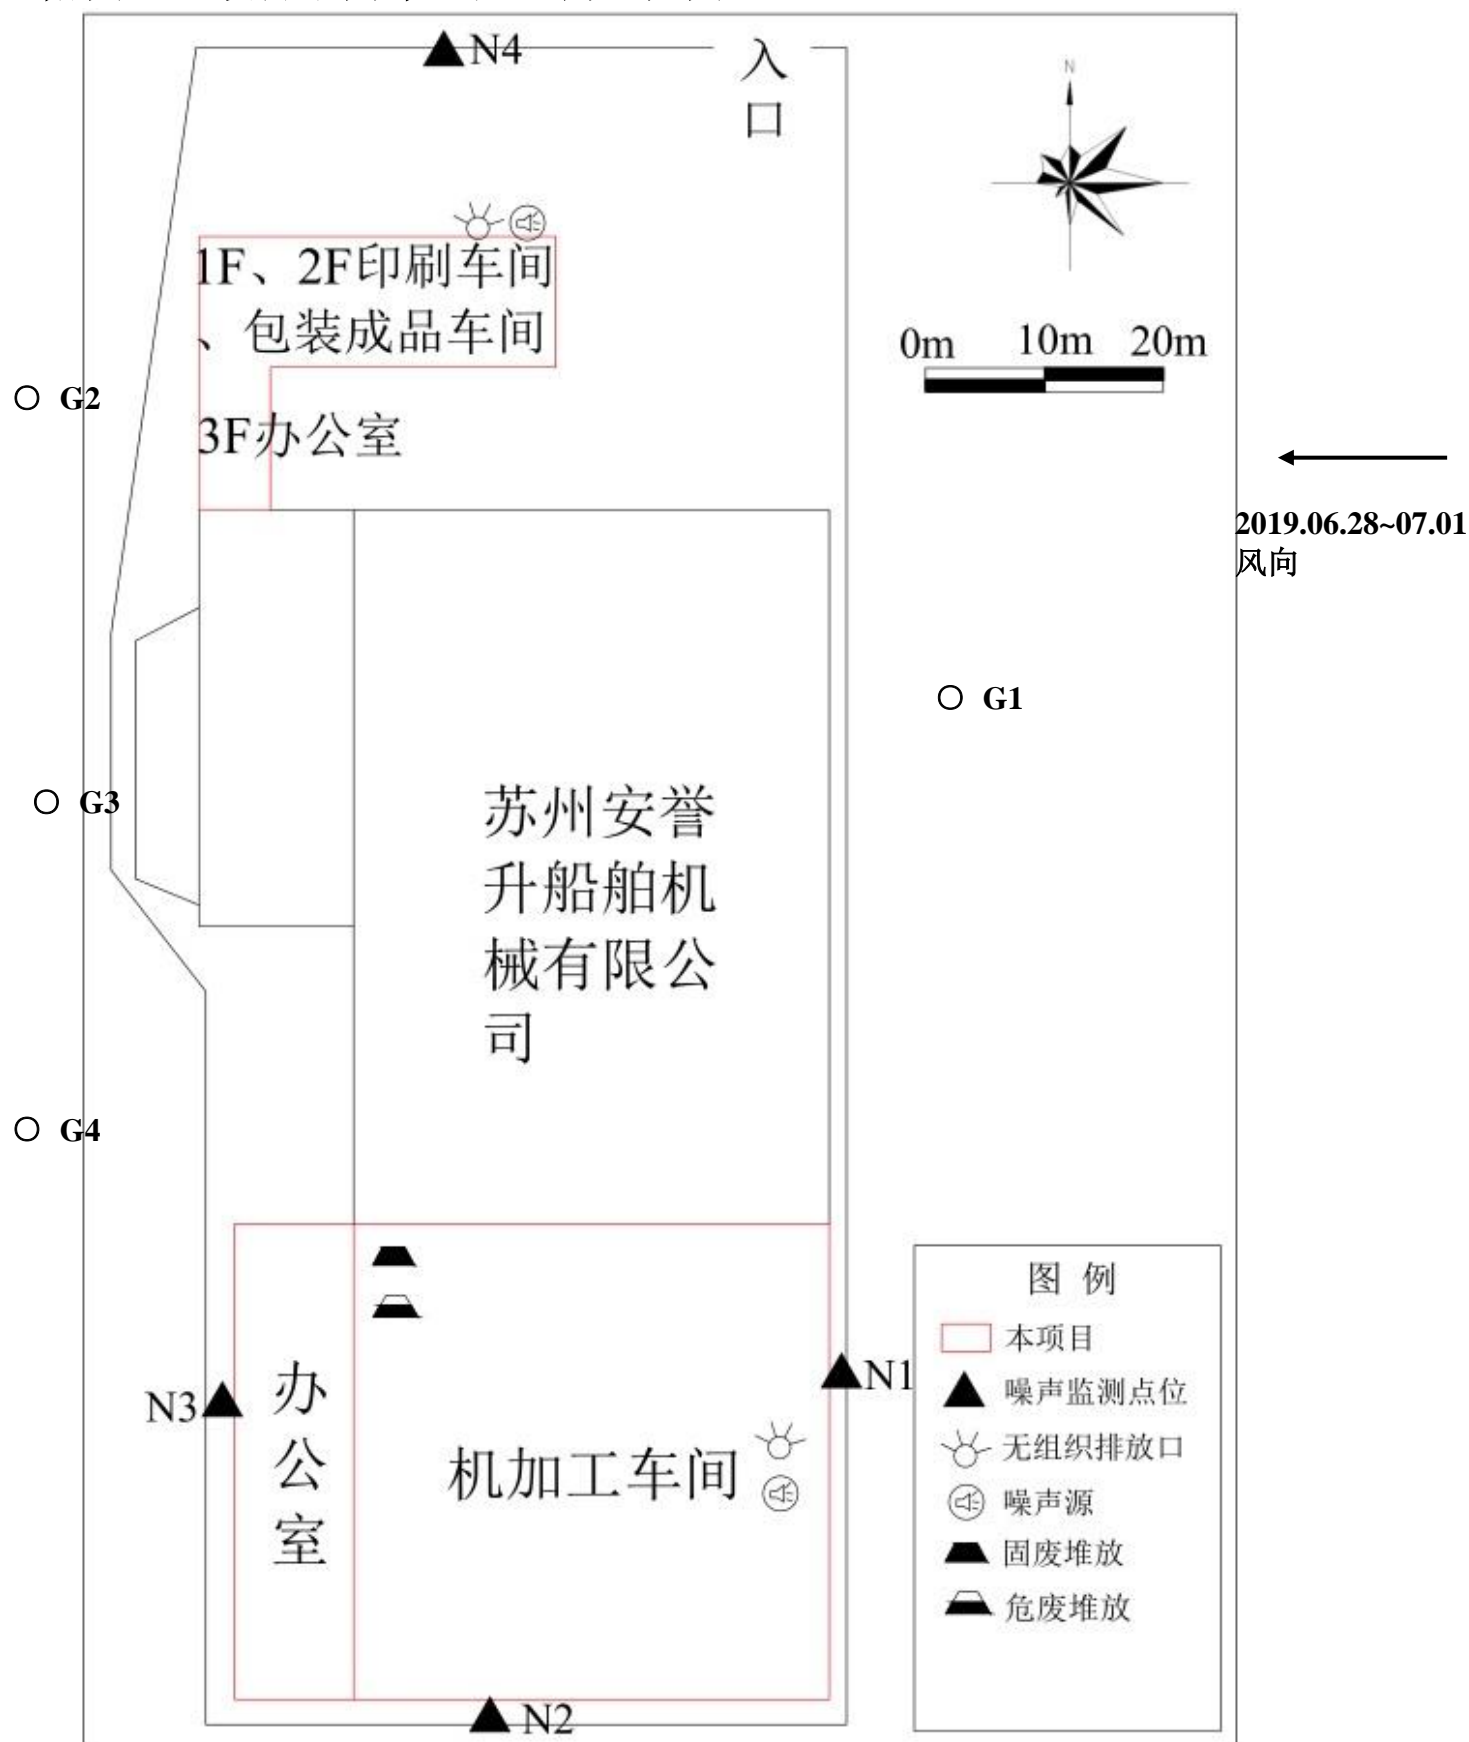 N4
入
口
N
1F、2F印刷车间
、包装成品车间
0m 10m 20m
G2
3F办公室
2019.06.28~07.01
风向
G1
G3
苏州安誉
升船舶机
械有限公
司
G4
图 例
本项目
噪声监测点位
无组织排放口
噪声源
固废堆放
危废堆放
N1
N3
办
公
室
机加工车间
N2